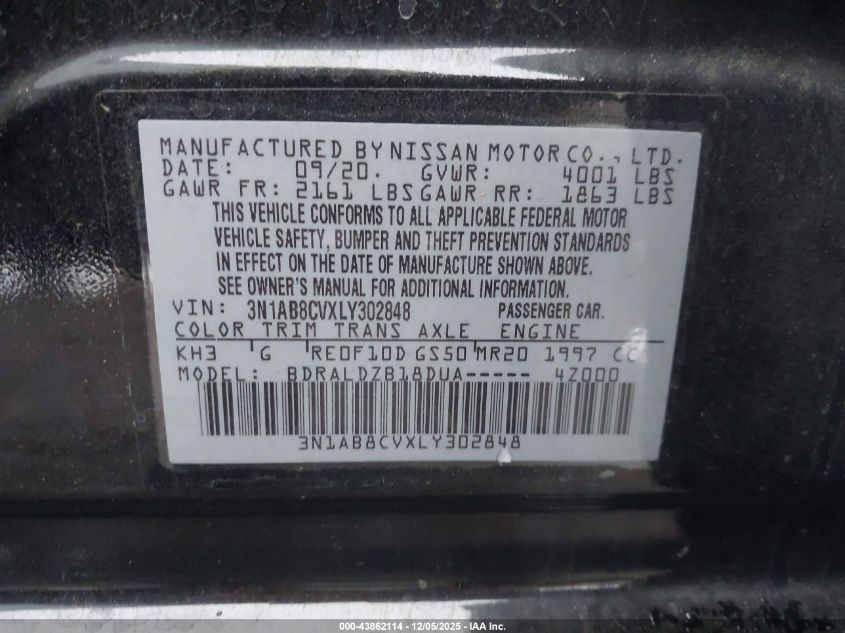 MANUFACTURED BY NISSAN MOTOR CO., LTD.
DATE: 09/20. GVWR: 4001 LBS
GAWR FR: 2161 LBS GAWR RR: 1863 LBS
THIS VEHICLE CONFORMS TO ALL APPLICABLE FEDERAL MOTOR
VEHICLE SAFETY, BUMPER AND THEFT PREVENTION STANDARDS
IN EFFECT ON THE DATE OF MANUFACTURE SHOWN ABOVE.
SEE OWNER'S MANUAL FOR ADDITIONAL INFORMATION.
VIN: 3N1AB8CVXLY302848 PASSENGER CAR.
COLOR TRIM TRANS AXLE ENGINE
KH3 G RE0F10D GS50 MR20 1997 CC
MODEL: BDRALDZB18DUA----- 4Z000
3N1AB8CVXLY302848
000-43862114 - 12/05/2025 - IAA Inc.